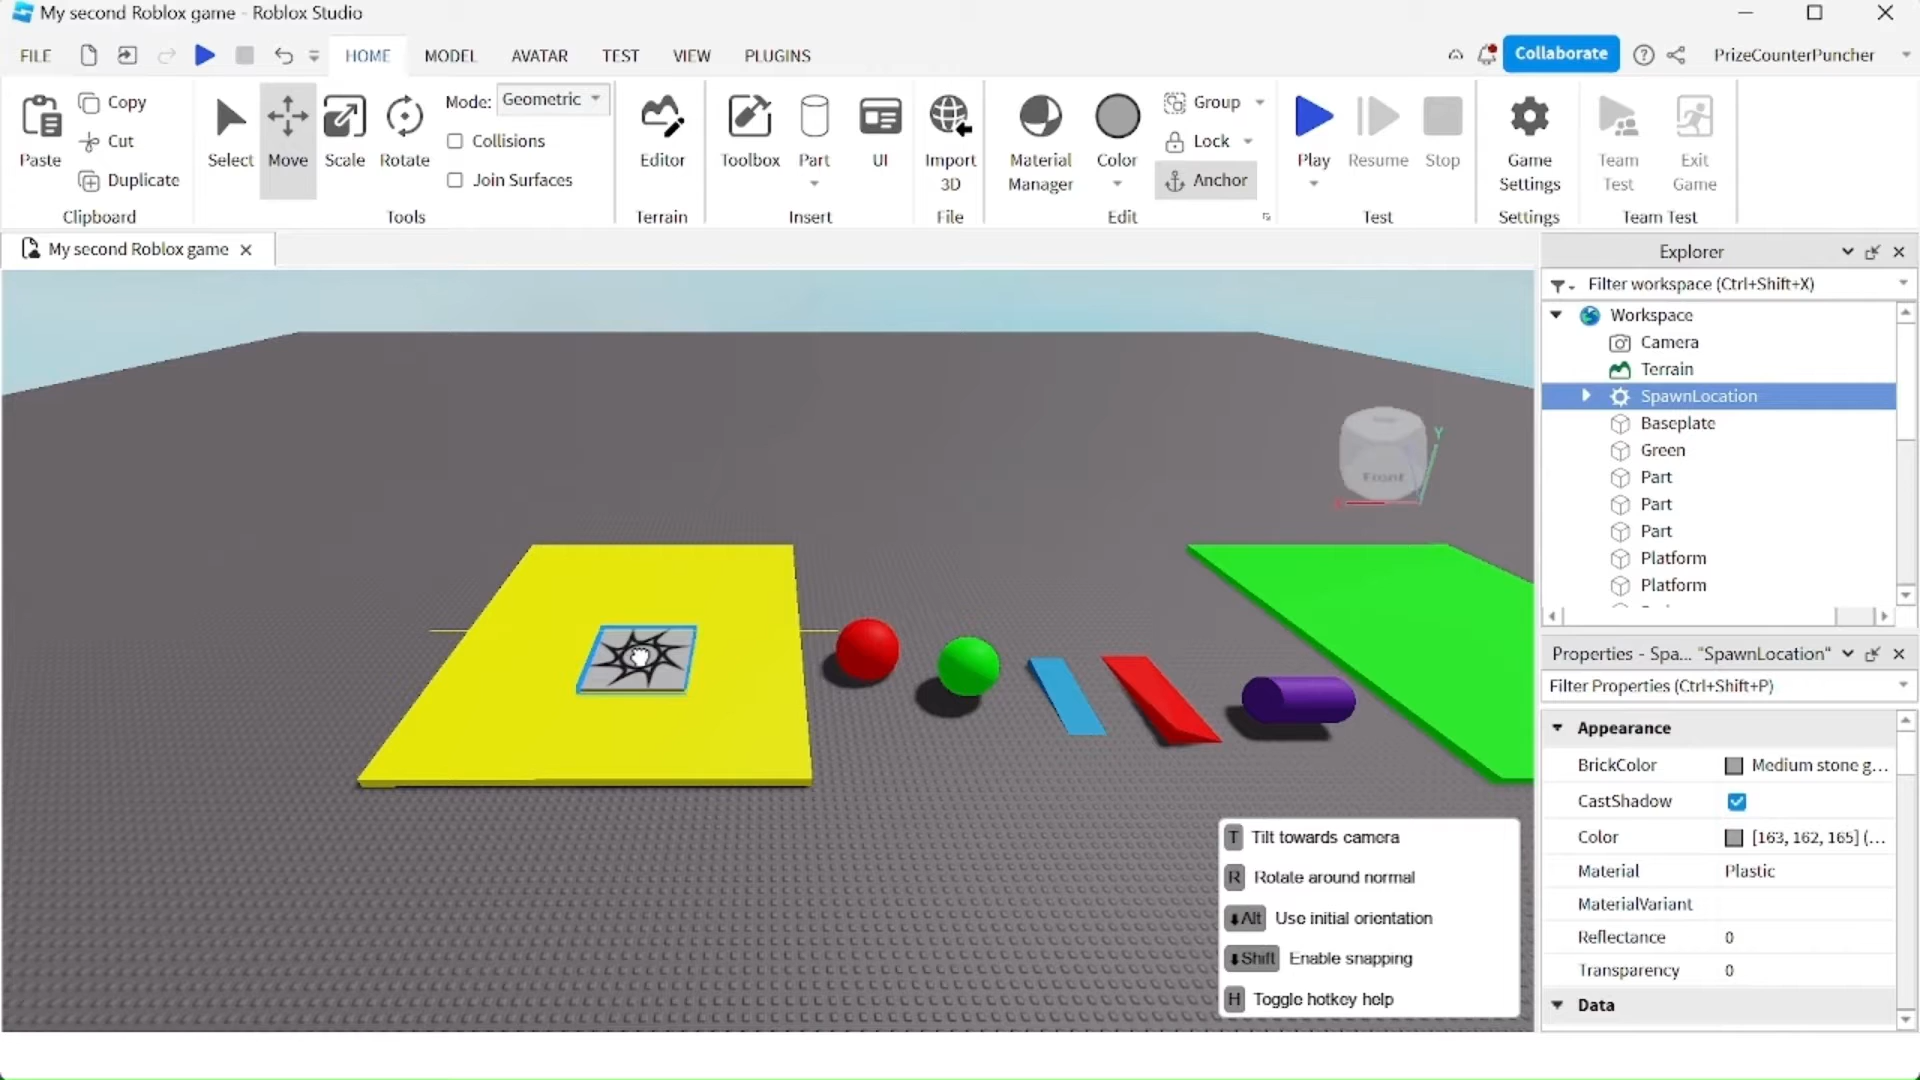 My second Roblox game - Roblox Studio
FILE HOME MODEL AVATAR TEST VIEW PLUGINS Collaborate PrizeCounterPuncher
Paste Copy Cut Duplicate
Clipboard
Select Move Scale Rotate
Mode: Geometric
Collisions
Join Surfaces
Tools
Editor
Terrain
Toolbox Part UI
Insert
Import
3D
File
Material
Manager
Color
Group
Lock
Anchor
Edit
Play Resume Stop
Test
Game
Settings
Settings
Team
Test
Exit
Game
Team Test
My second Roblox game
Explorer
Filter workspace (Ctrl+Shift+X)
Workspace
Camera
Terrain
SpawnLocation
Baseplate
Green
Part
Part
Part
Platform
Platform
Front
Y
T Tilt towards camera
R Rotate around normal
Alt Use initial orientation
Shift Enable snapping
H Toggle hotkey help
Properties - Spa... "SpawnLocation"
Filter Properties (Ctrl+Shift+P)
Appearance
BrickColor Medium stone g...
CastShadow
Color [163, 162, 165] (...
Material Plastic
MaterialVariant
Reflectance 0
Transparency 0
Data